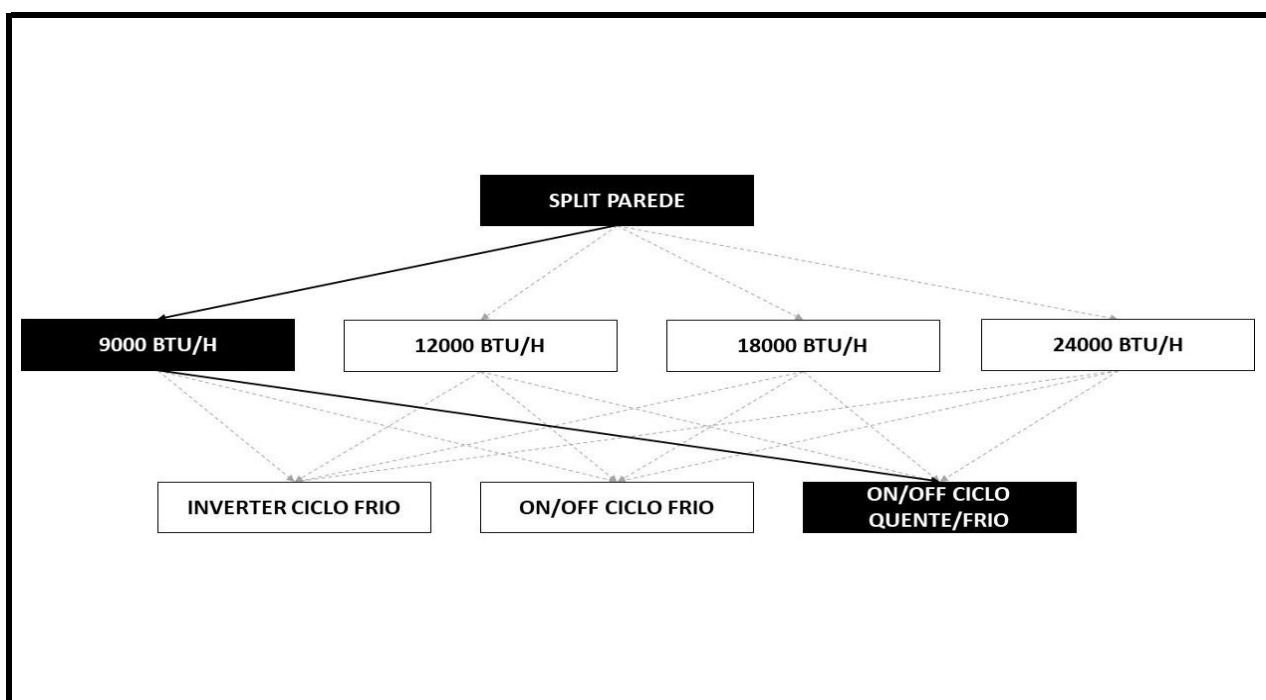 SPLIT PAREDE
9000 BTU/H
12000 BTU/H
18000 BTU/H
24000 BTU/H
INVERTER CICLO FRIO
ON/OFF CICLO FRIO
ON/OFF CICLO
QUENTE/FRIO